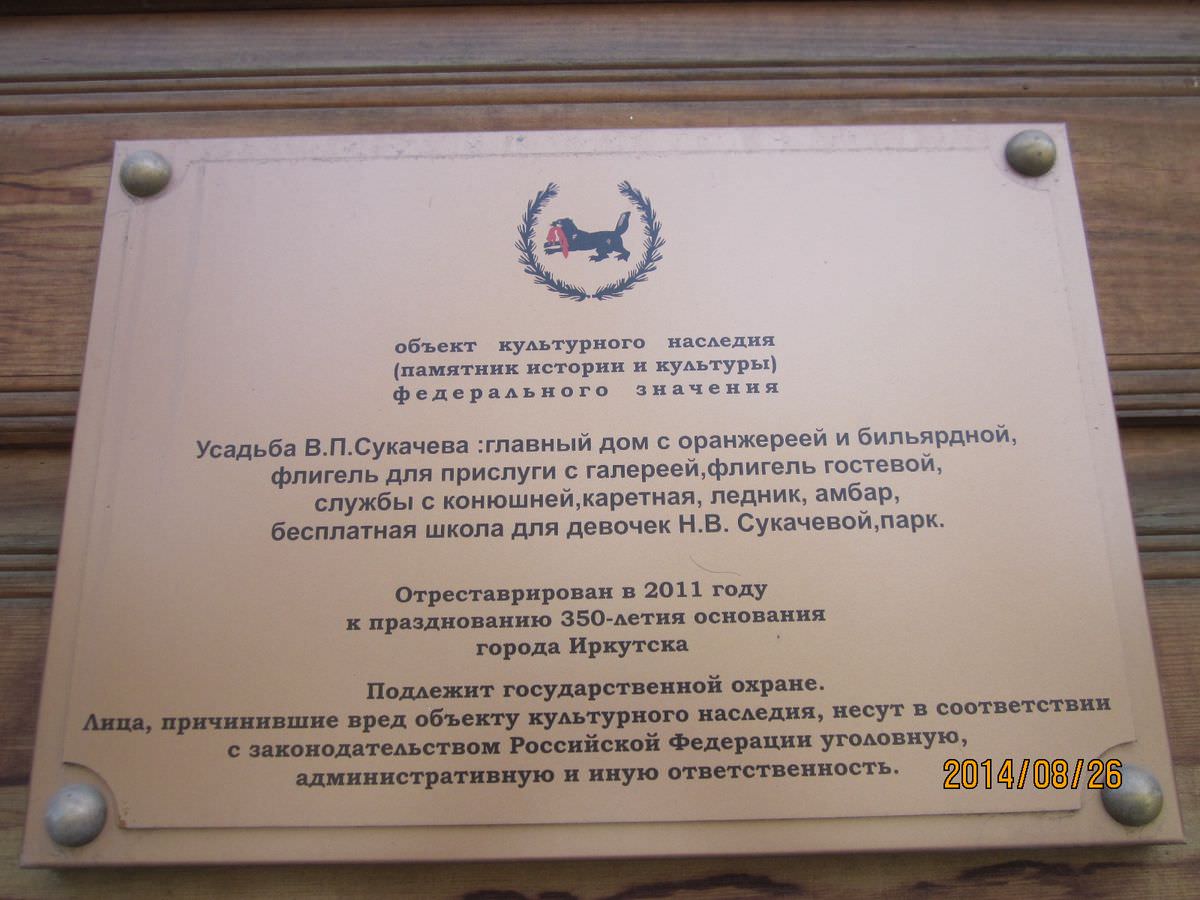 объект культурного наследия
(памятник истории и культуры)
федерального значения
Усадьба В.П.Сукачева :главный дом с оранжереей и бильярдной,
флигель для прислуги с галереей,флигель гостевой,
службы с конюшней,каретная, ледник, амбар,
бесплатная школа для девочек Н.В. Сукачевой,парк.
Отреставрирован в 2011 году
к празднованию 350-летия основания
города Иркутска
Подлежит государственной охране.
Лица, причинившие вред объекту культурного наследия, несут в соответствии
с законодательством Российской Федерации уголовную,
административную и иную ответственность.
2014/08/26